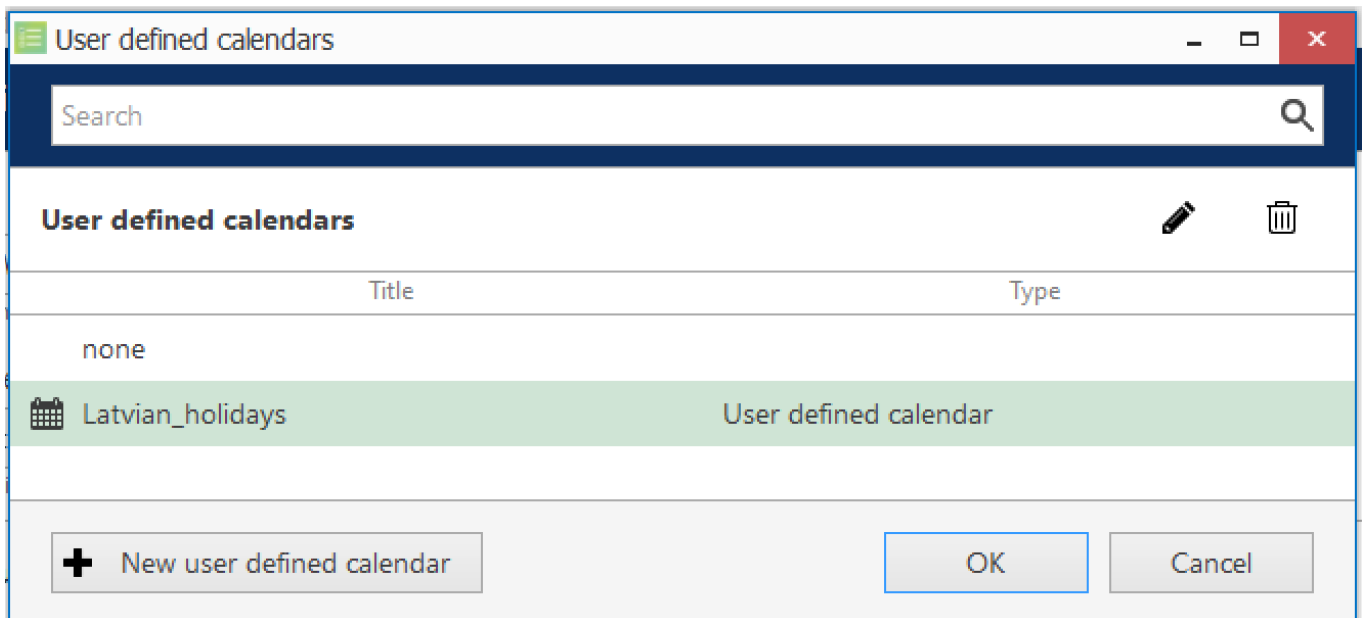 User defined calendars
Search
User defined calendars
Title Type
none
Latvian_holidays User defined calendar
New user defined calendar OK Cancel